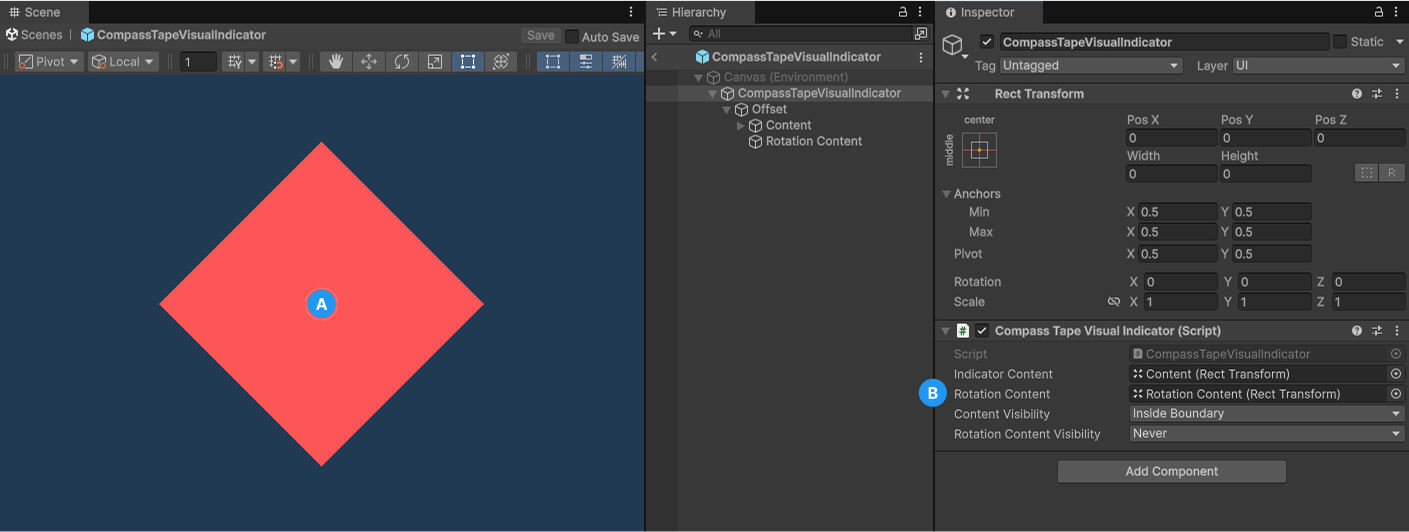 Scene
Scenes | CompassTapeVisualIndicator Save Auto Save
Pivot Local 1
A
Hierarchy
All
CompassTapeVisualIndicator
Canvas (Environment)
CompassTapeVisualIndicator
Offset
Content
Rotation Content
Inspector
CompassTapeVisualIndicator Static
Tag Untagged Layer UI
Rect Transform
center
middle
Pos X Pos Y Pos Z
0 0 0
Width Height
0 0 R
Anchors
Min X 0.5 Y 0.5
Max X 0.5 Y 0.5
Pivot X 0.5 Y 0.5
Rotation X 0 Y 0 Z 0
Scale X 1 Y 1 Z 1
# Compass Tape Visual Indicator (Script)
Script CompassTapeVisualIndicator
Indicator Content Content (Rect Transform)
B Rotation Content Rotation Content (Rect Transform)
Content Visibility Inside Boundary
Rotation Content Visibility Never
Add Component